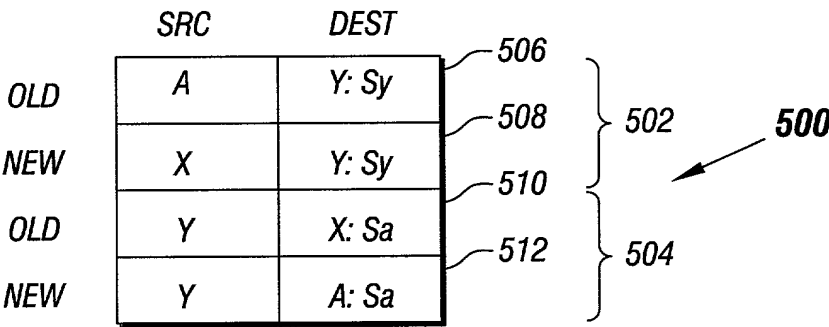 SRC DEST
OLD A Y: Sy 506
NEW X Y: Sy 508
502
500
OLD Y X: Sa 510
NEW Y A: Sa 512
504